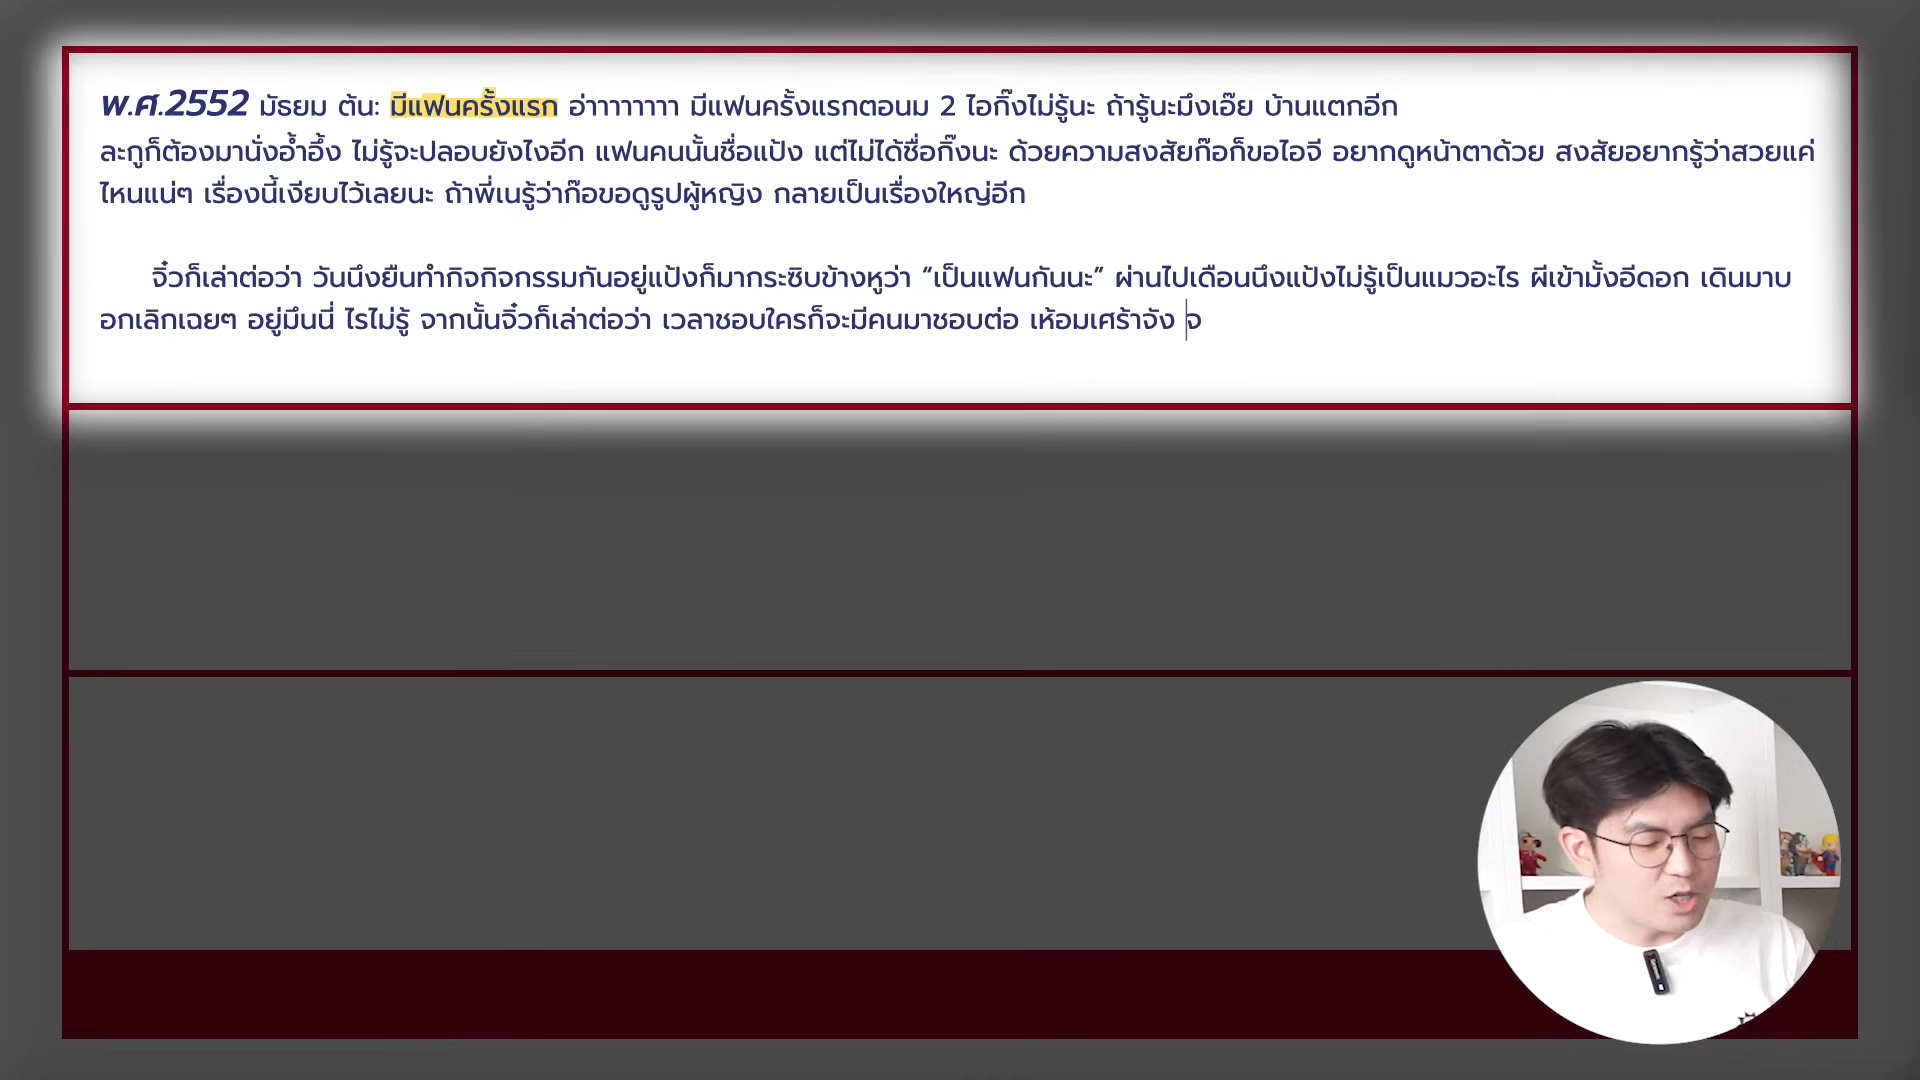 พ.ศ.2552 มัธยม ต้น: มีแฟนครั้งแรก อ่าาาาาาาา มีแฟนครั้งแรกตอนม 2 ไอกิ๊งไม่รู้นะ ถ้ารู้นะมึงเอ๊ย บ้านแตกอีก
ละกูก็ต้องมานั่งอ้ำอึ้ง ไม่รู้จะปลอบยังไงอีก แฟนคนนั้นชื่อแป้ง แต่ไม่ได้ชื่อกิ๊งนะ ด้วยความสงสัยก๊อก็ขอไอจี อยากดูหน้าตาด้วย สงสัยอยากรู้ว่าสวยแค่
ไหนแน่ๆ เรื่องนี้เงียบไว้เลยนะ ถ้าพี่เนรู้ว่าก๊อขอดูรูปผู้หญิง กลายเป็นเรื่องใหญ่อีก
จิ๋วก็เล่าต่อว่า วันนึงยืนทำกิจกิจกรรมกันอยู่แป้งก็มากระซิบข้างหูว่า “เป็นแฟนกันนะ” ผ่านไปเดือนนึงแป้งไม่รู้เป็นแมวอะไร ผีเข้ามั้งอีดอก เดินมาบ
อกเลิกเฉยๆ อยู่มึนนี่ ไรไม่รู้ จากนั้นจิ๋วก็เล่าต่อว่า เวลาชอบใครก็จะมีคนมาชอบต่อ เห้อมเศร้าจัง จ